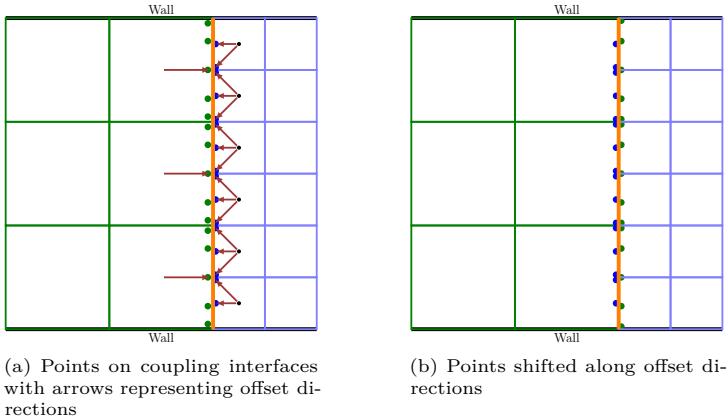 Wall
Wall
Wall
Wall
(a) Points on coupling interfaces
with arrows representing offset di-
rections
(b) Points shifted along offset di-
rections